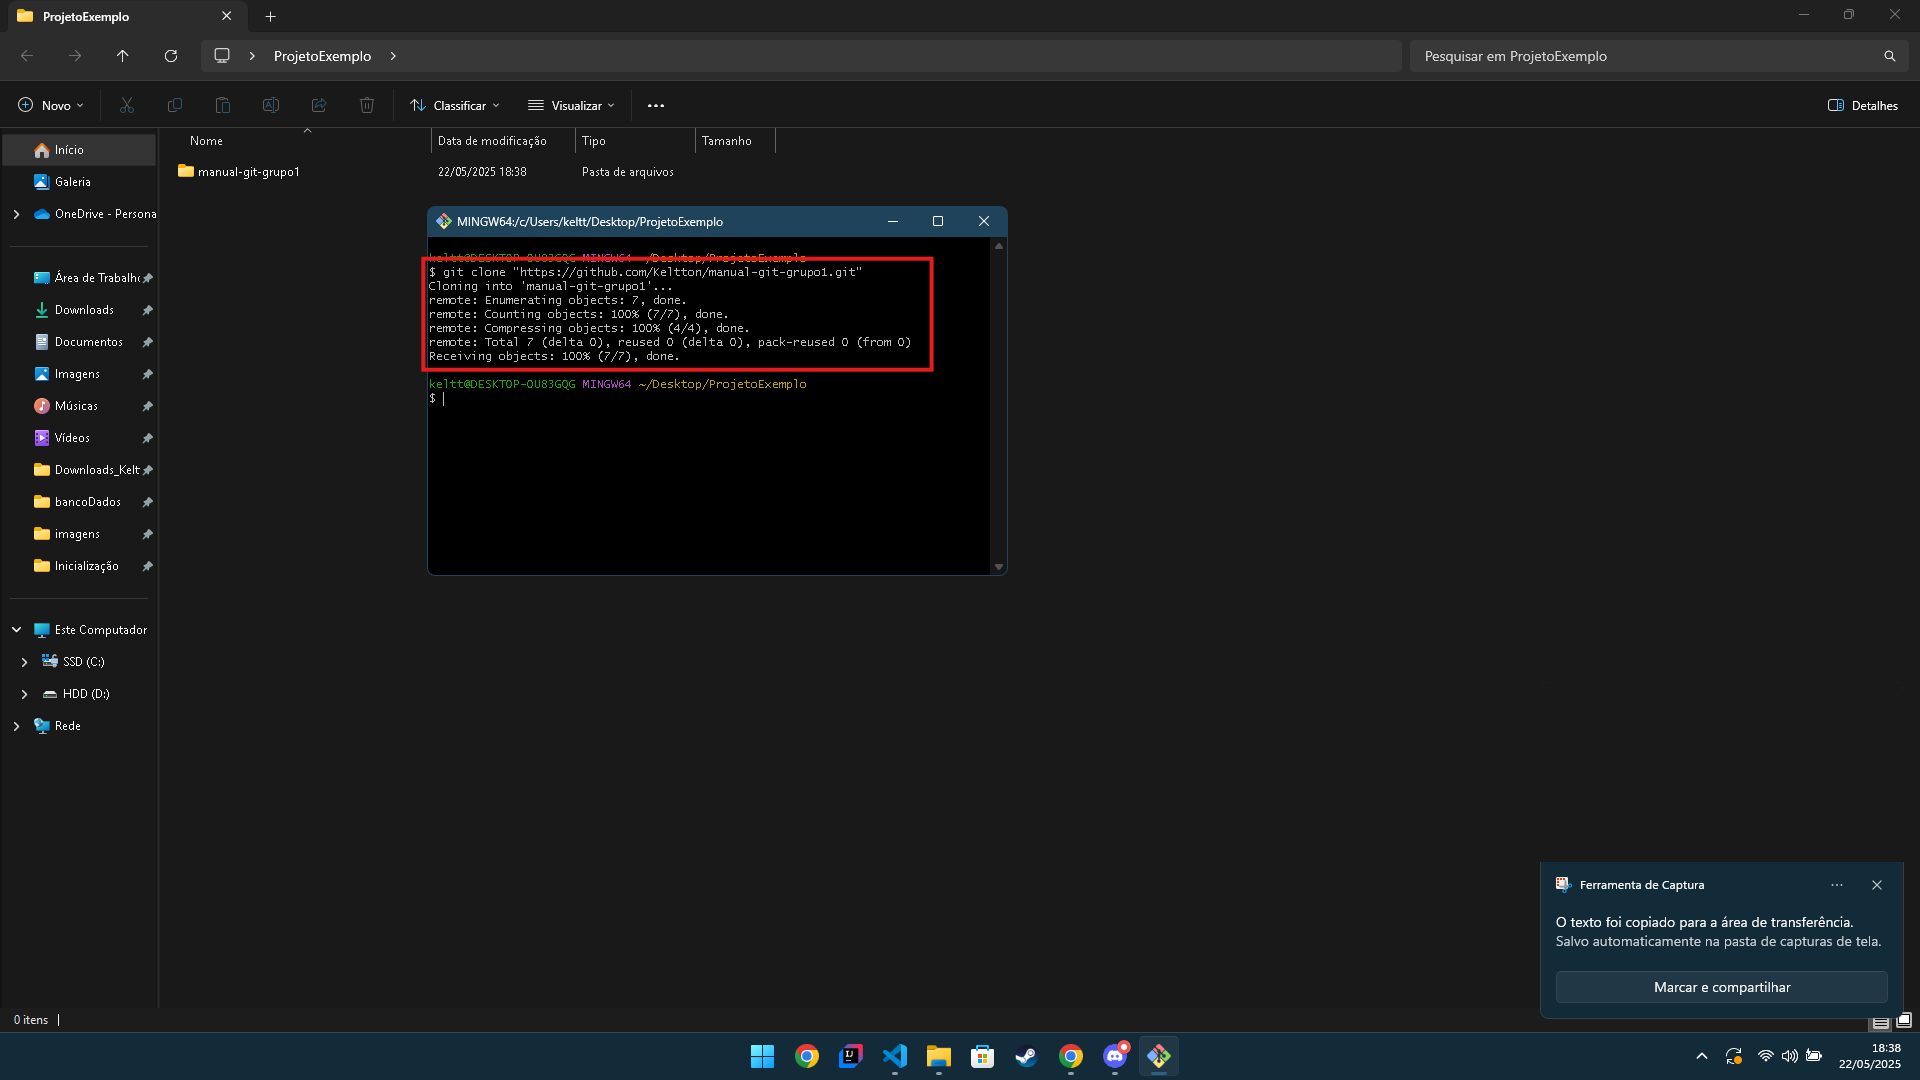 ProjetoExemplo
ProjetoExemplo
Pesquisar em ProjetoExemplo
Novo
Classificar
Visualizar
Detalhes
Nome
Data de modificação
Tipo
Tamanho
manual-git-grupo1
22/05/2025 18:38
Pasta de arquivos
Início
Galeria
OneDrive - Persona
Área de Trabalho
Downloads
Documentos
Imagens
Músicas
Vídeos
Downloads_Kelt
bancoDados
imagens
Inicialização
Este Computador
SSD (C:)
HDD (D:)
Rede
MINGW64:/c/Users/keltt/Desktop/ProjetoExemplo
keltt@DESKTOP-OU83GQG MINGW64 ~/Desktop/ProjetoExemplo
$ git clone "https://github.com/Keltton/manual-git-grupo1.git"
Cloning into 'manual-git-grupo1'...
remote: Enumerating objects: 7, done.
remote: Counting objects: 100% (7/7), done.
remote: Compressing objects: 100% (4/4), done.
remote: Total 7 (delta 0), reused 0 (delta 0), pack-reused 0 (from 0)
Receiving objects: 100% (7/7), done.
keltt@DESKTOP-OU83GQG MINGW64 ~/Desktop/ProjetoExemplo
$
Ferramenta de Captura
O texto foi copiado para a área de transferência.
Salvo automaticamente na pasta de capturas de tela.
Marcar e compartilhar
0 itens
18:38
22/05/2025